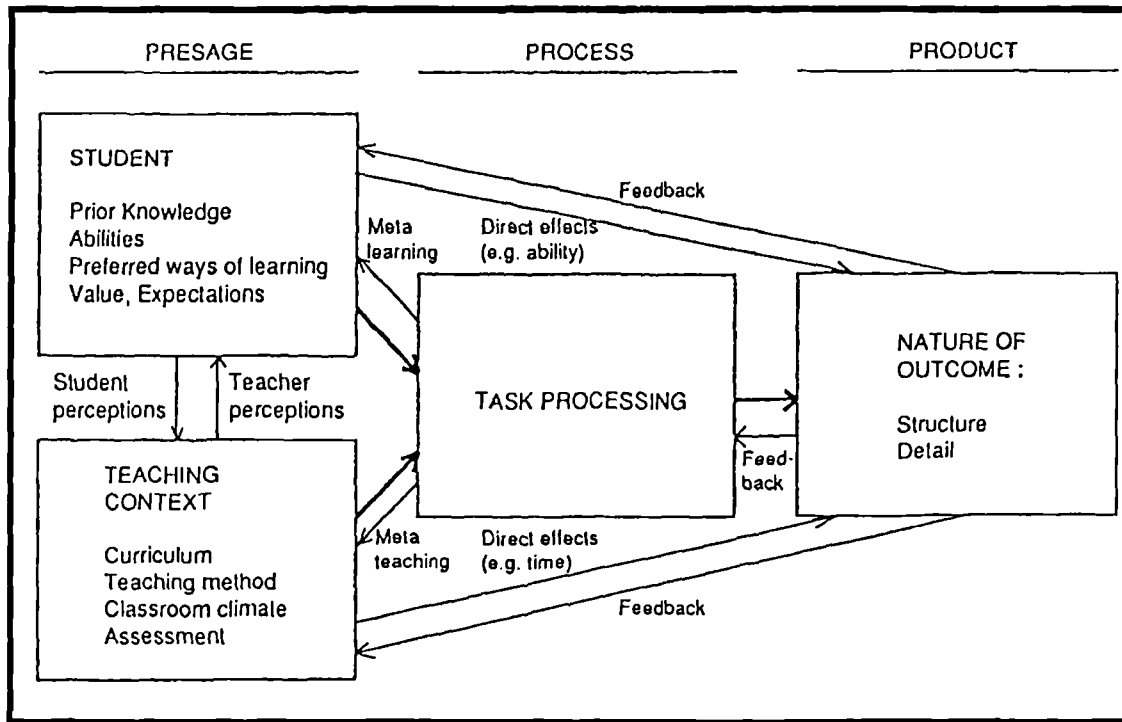 PRESAGE
PROCESS
PRODUCT
STUDENT
Prior Knowledge
Abilities
Preferred ways of learning
Value, Expectations
Meta
learning
Direct effects
(e.g. ability)
Feedback
Student
perceptions
Teacher
perceptions
TASK PROCESSING
NATURE OF
OUTCOME :
Structure
Detail
Feed-
back
TEACHING
CONTEXT
Curriculum
Teaching method
Classroom climate
Assessment
Meta
teaching
Direct effects
(e.g. time)
Feedback